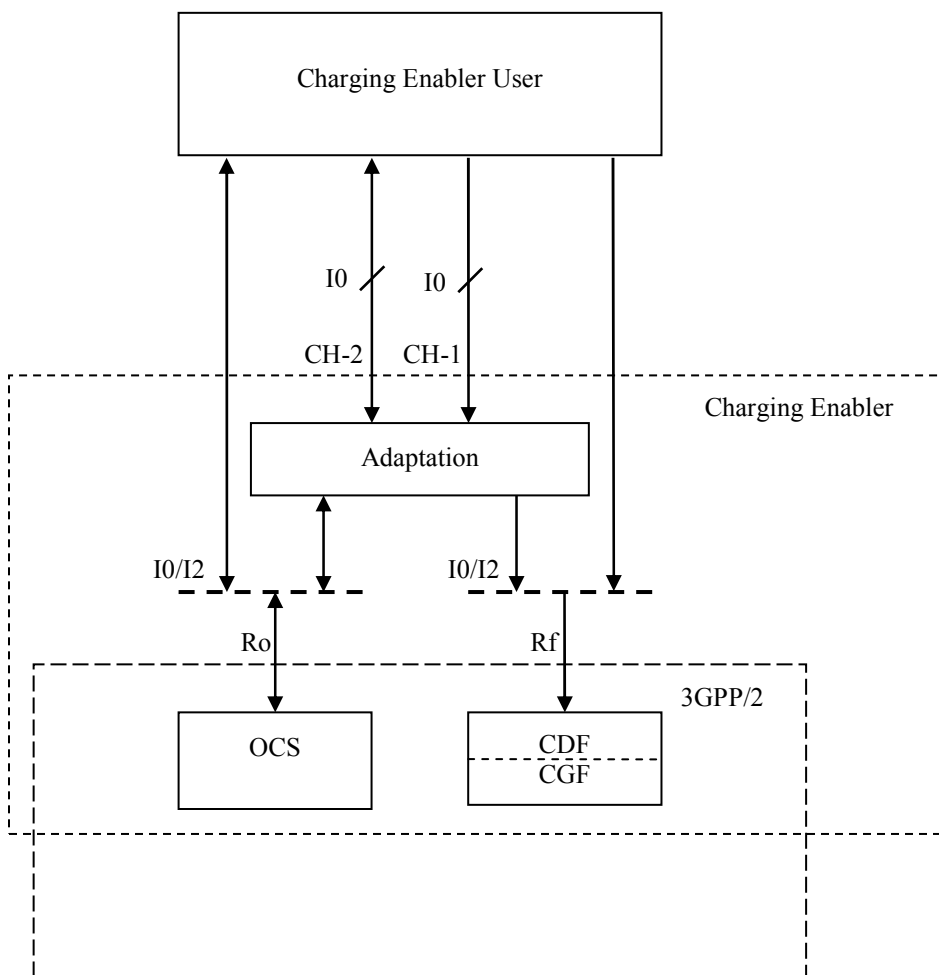 Charging Enabler User
I0
I0
CH-2
CH-1
Charging Enabler
Adaptation
I0/I2
I0/I2
Ro
Rf
3GPP/2
OCS
CDF
CGF